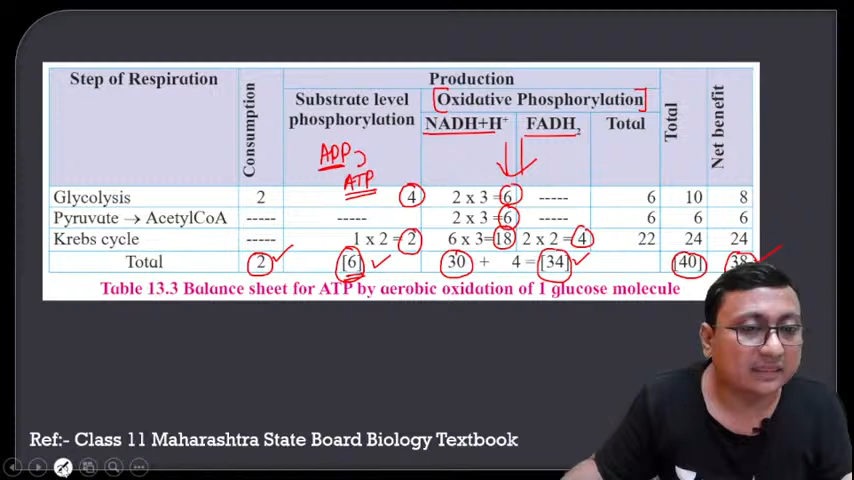 Step of Respiration
Consumption
Production
Total
Net benefit
Substrate level
phosphorylation
[Oxidative Phosphorylation]
NADH+H⁺
FADH₂
Total
ADP
ATP
Glycolysis 2 4 2 x 3 =6 ----- 6 10 8
Pyruvate → AcetylCoA ----- ----- 2 x 3 =6 ----- 6 6 6
Krebs cycle ----- 1 x 2 = 2 6 x 3=18 2 x 2 = 4 22 24 24
Total 2 [6] 30 + 4 = [34] [40] 38
Table 13.3 Balance sheet for ATP by aerobic oxidation of 1 glucose molecule
Ref:- Class 11 Maharashtra State Board Biology Textbook